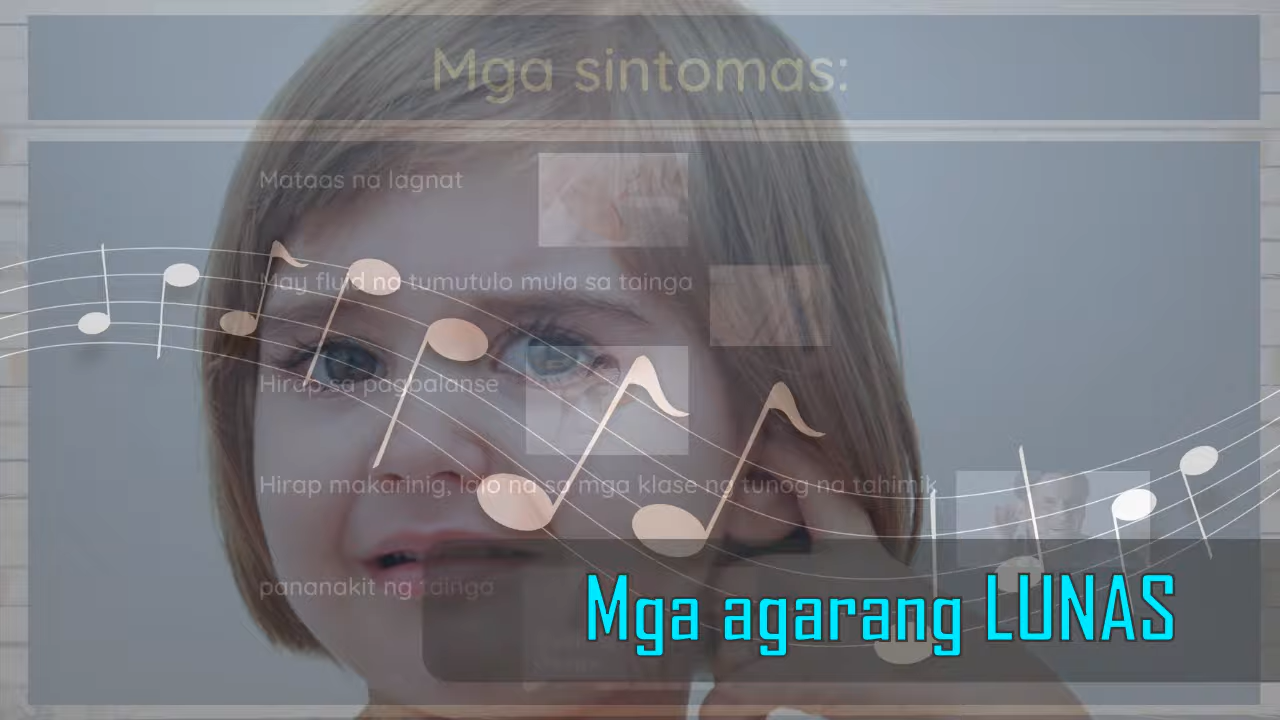 Mga sintomas:
Mataas na lagnat
May fluid na tumutulo mula sa tainga
Hirap sa pagbalanse
Hirap makarinig, lalo na sa mga klase ng tunog na tahimik
pananakit ng tainga
Mga agarang LUNAS